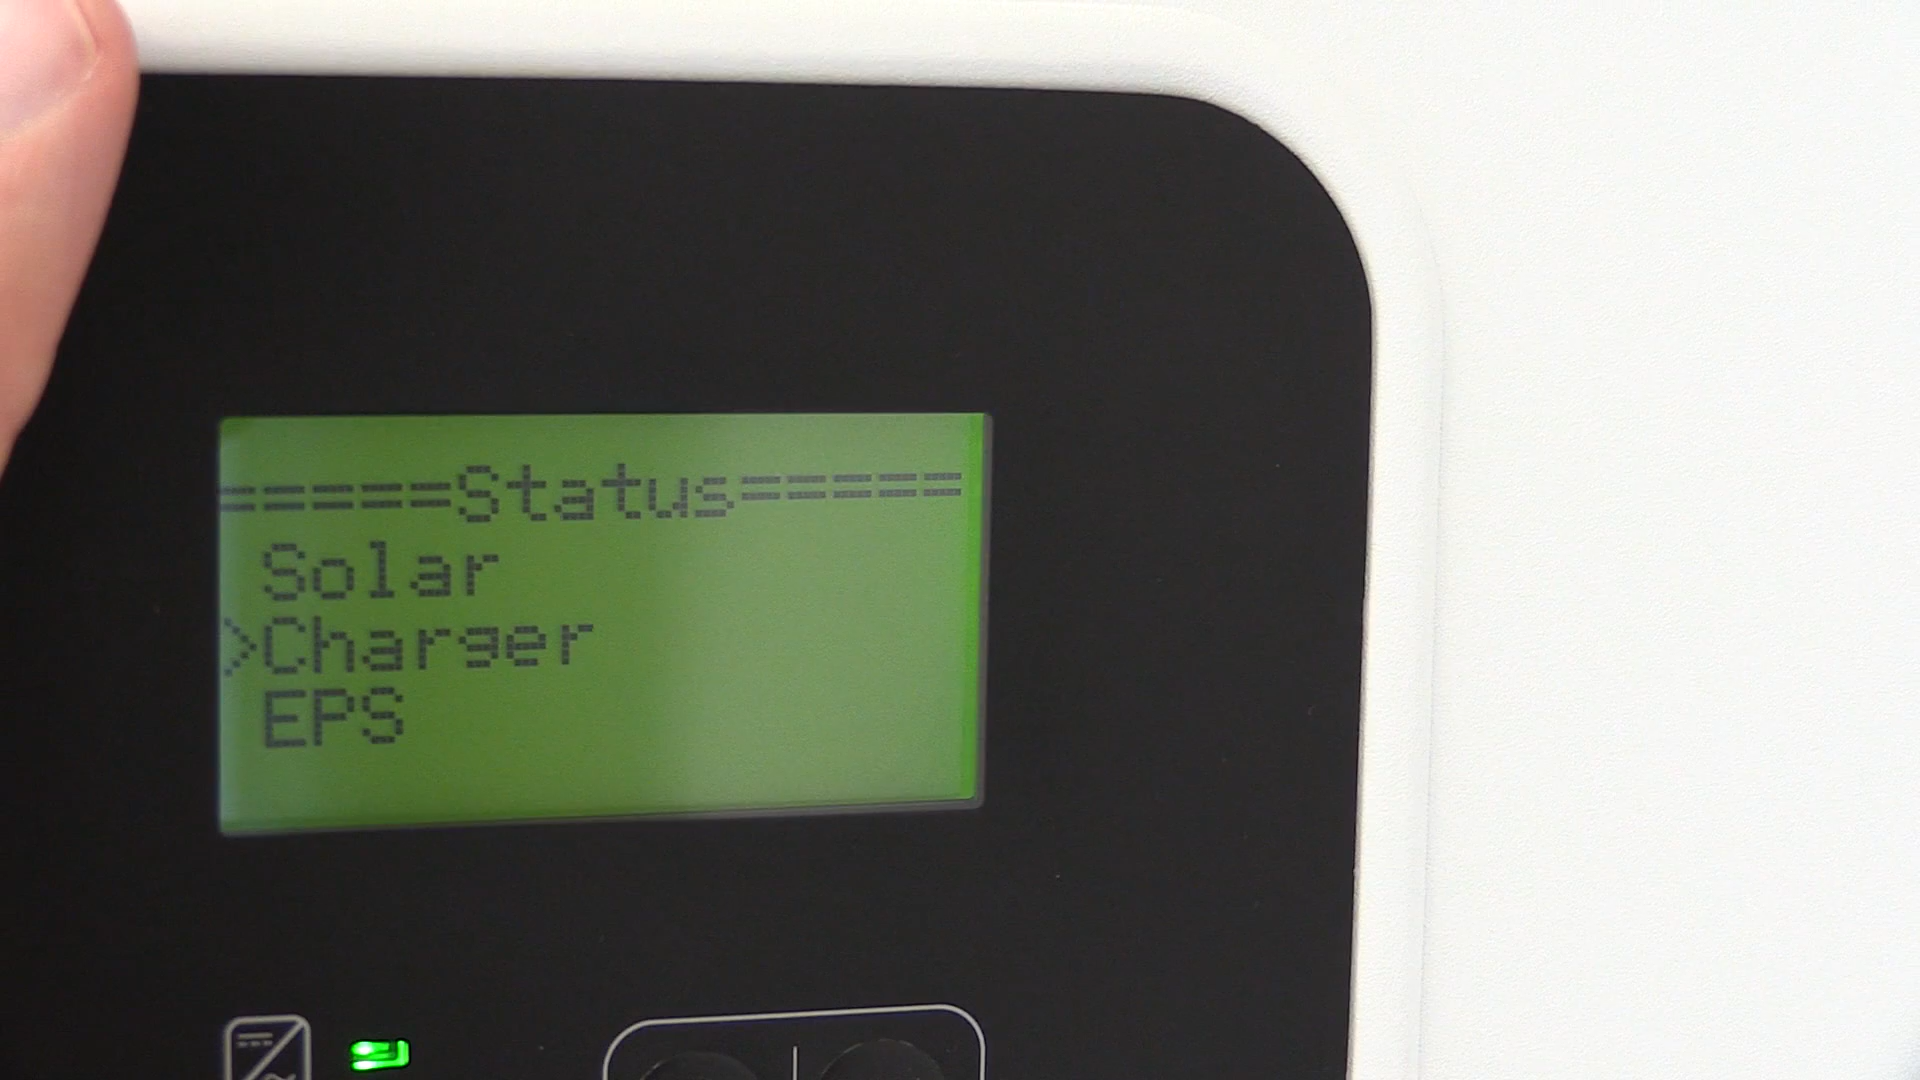 =====Status=====
Solar
>Charger
EPS